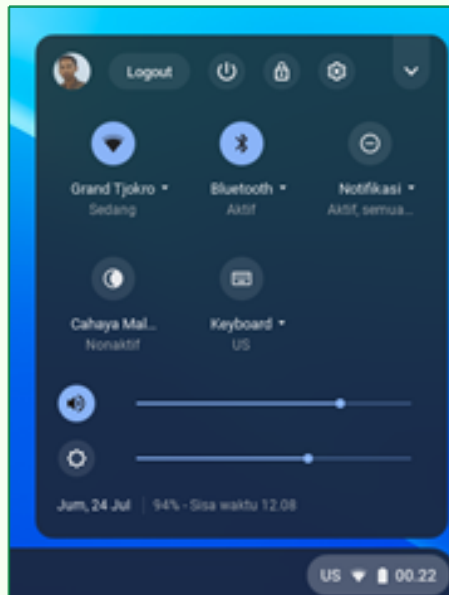 Logout
Grand Tjokro Bluetooth Notifikasi
Sedang Aktif Aktif, semua...
Cahaya Mal... Keyboard
Nonaktif US
Jum, 24 Jul 94% - Sisa waktu 12.08
US 00.22